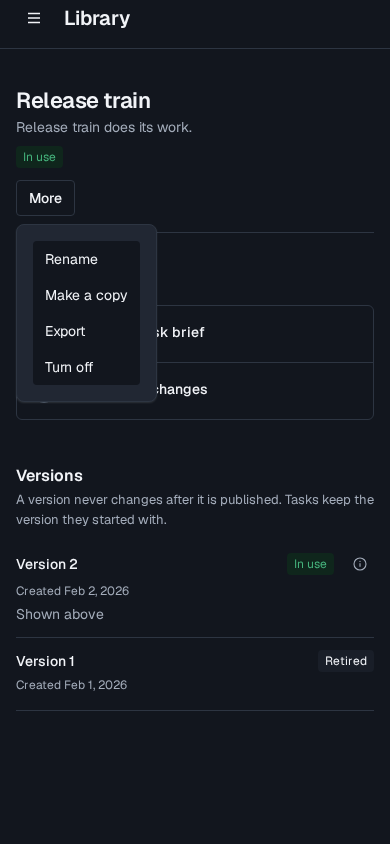 Library
Release train
Release train does its work.
In use
More
Rename
Make a copy
Export
sk brief
Turn off
changes
Versions
A version never changes after it is published. Tasks keep the
version they started with.
Version 2
In use
Created Feb 2, 2026
Shown above
Version 1
Retired
Created Feb 1, 2026